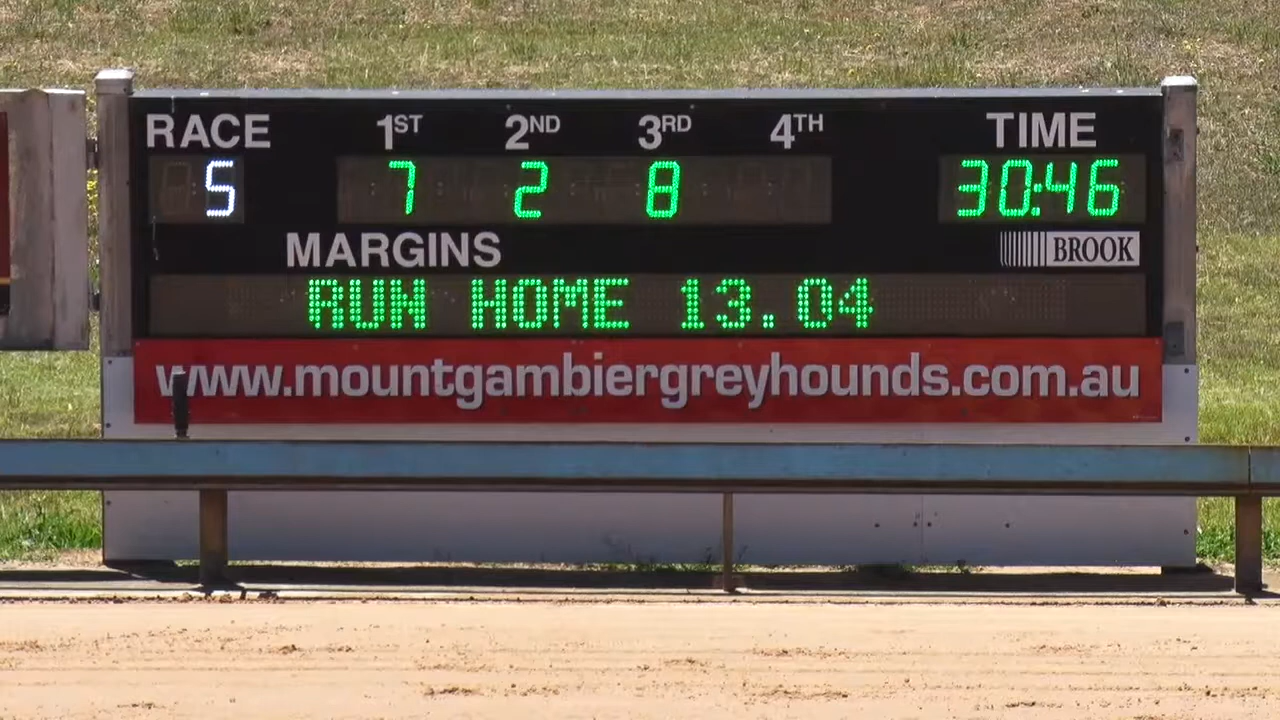 RACE 1ST 2ND 3RD 4TH TIME
5 7 2 8 30:46
MARGINS BROOK
RUN HOME 13.04
www.mountgambiergreyhounds.com.au